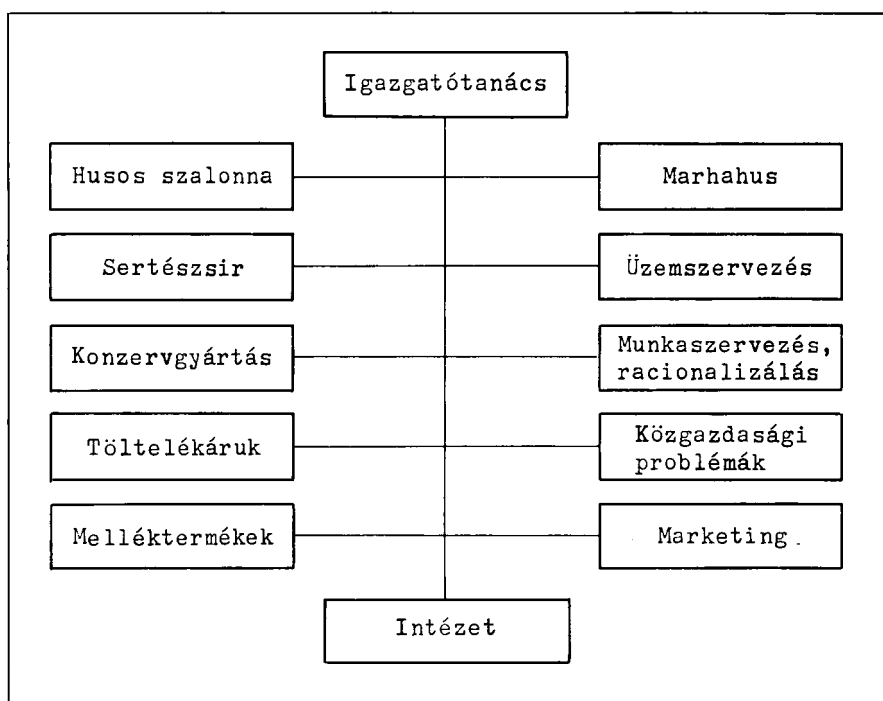 Igazgatótanács
Husos szalonna
Marhahus
Sertészsir
Üzemszervezés
Konzervgyártás
Munkaszervezés,
racionalizálás
Töltelékáruk
Közgazdasági
problémák
Melléktermékek
Marketing
Intézet